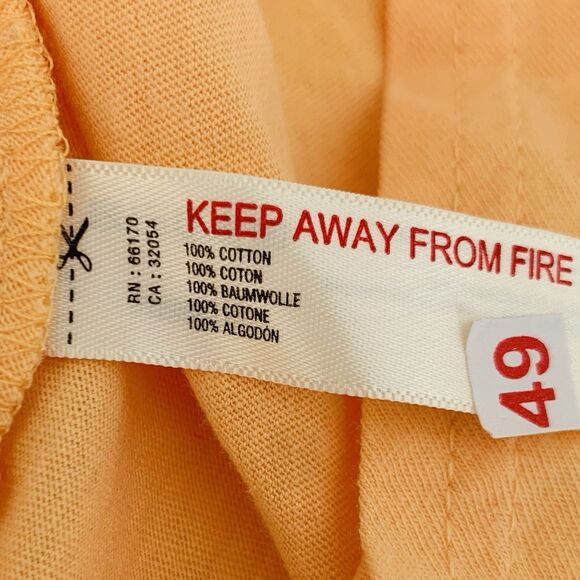 KEEP AWAY FROM FIRE
100% COTTON
100% COTON
100% BAUMWOLLE
100% COTONE
100% ALGODÓN
RN : 66170
CA : 32054
49